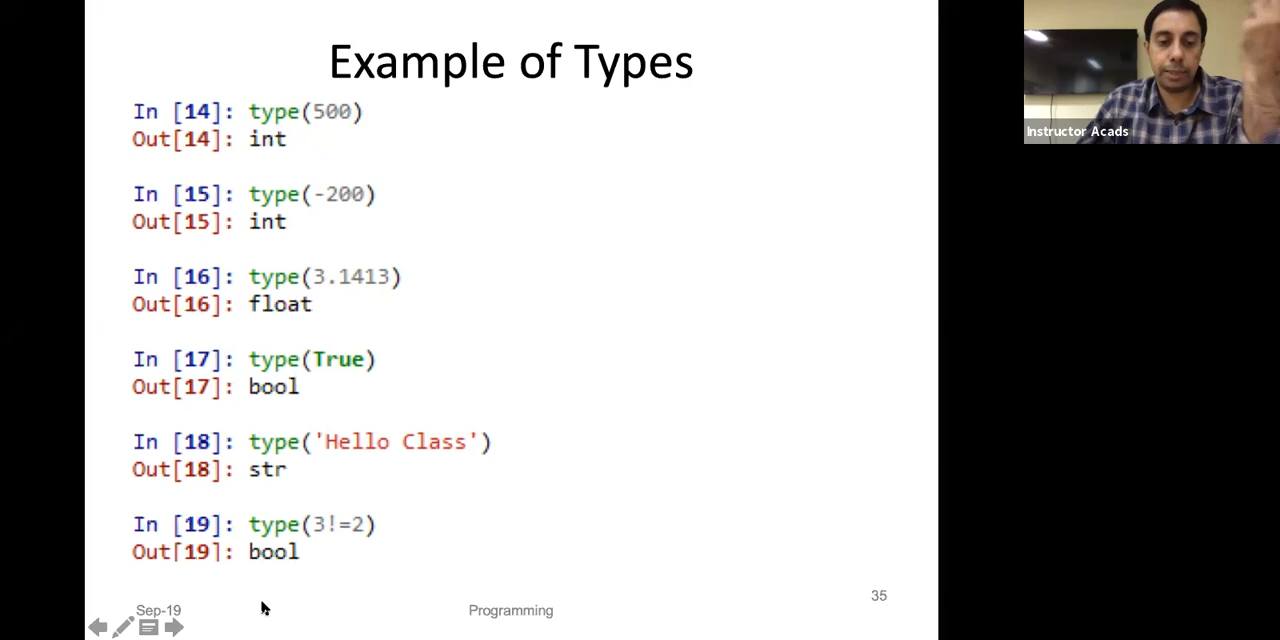 Example of Types
In [14]: type(500)
Out[14]: int
In [15]: type(-200)
Out[15]: int
In [16]: type(3.1413)
Out[16]: float
In [17]: type(True)
Out[17]: bool
In [18]: type('Hello Class')
Out[18]: str
In [19]: type(3!=2)
Out[19]: bool
Sep-19
Programming
35
Instructor Acads